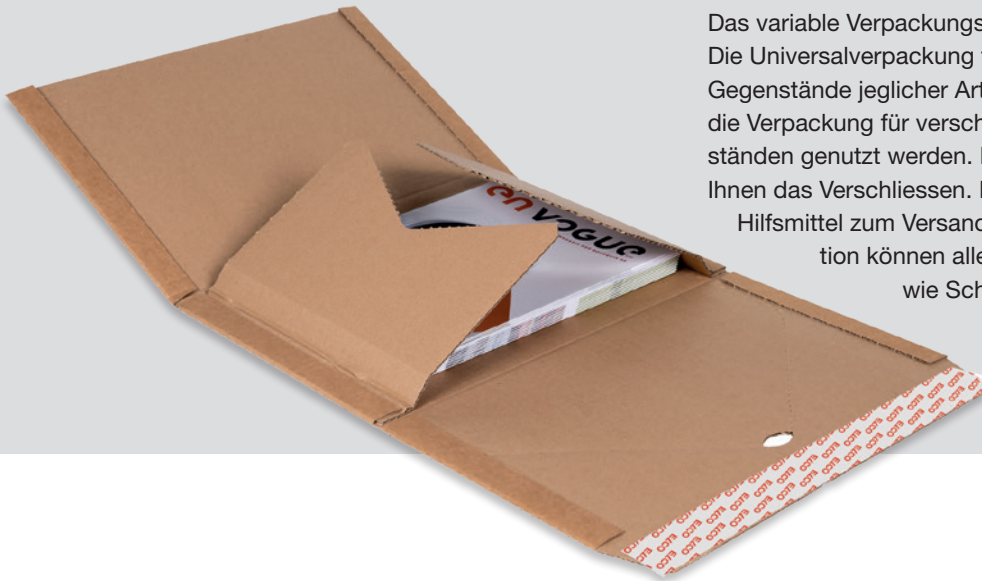 Das variable Verpackungs
Die Universalverpackung
Gegenstände jeglicher Art
die Verpackung für versch
ständen genutzt werden.
Ihnen das Verschliessen.
Hilfsmittel zum Versand
tion können alle
wie Sch
en VOGUE